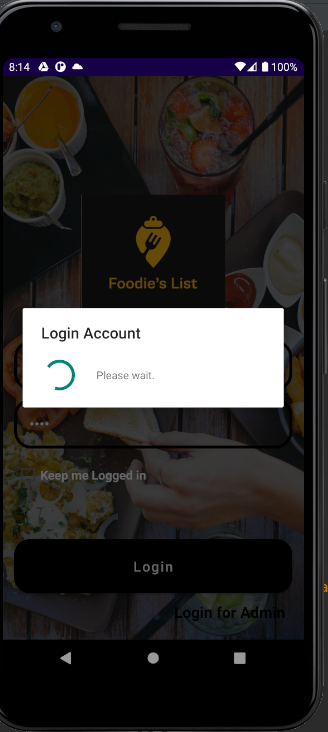 8:14
100%
Foodie's List
Login Account
Please wait.
Keep me Logged in
Login
Login for Admin